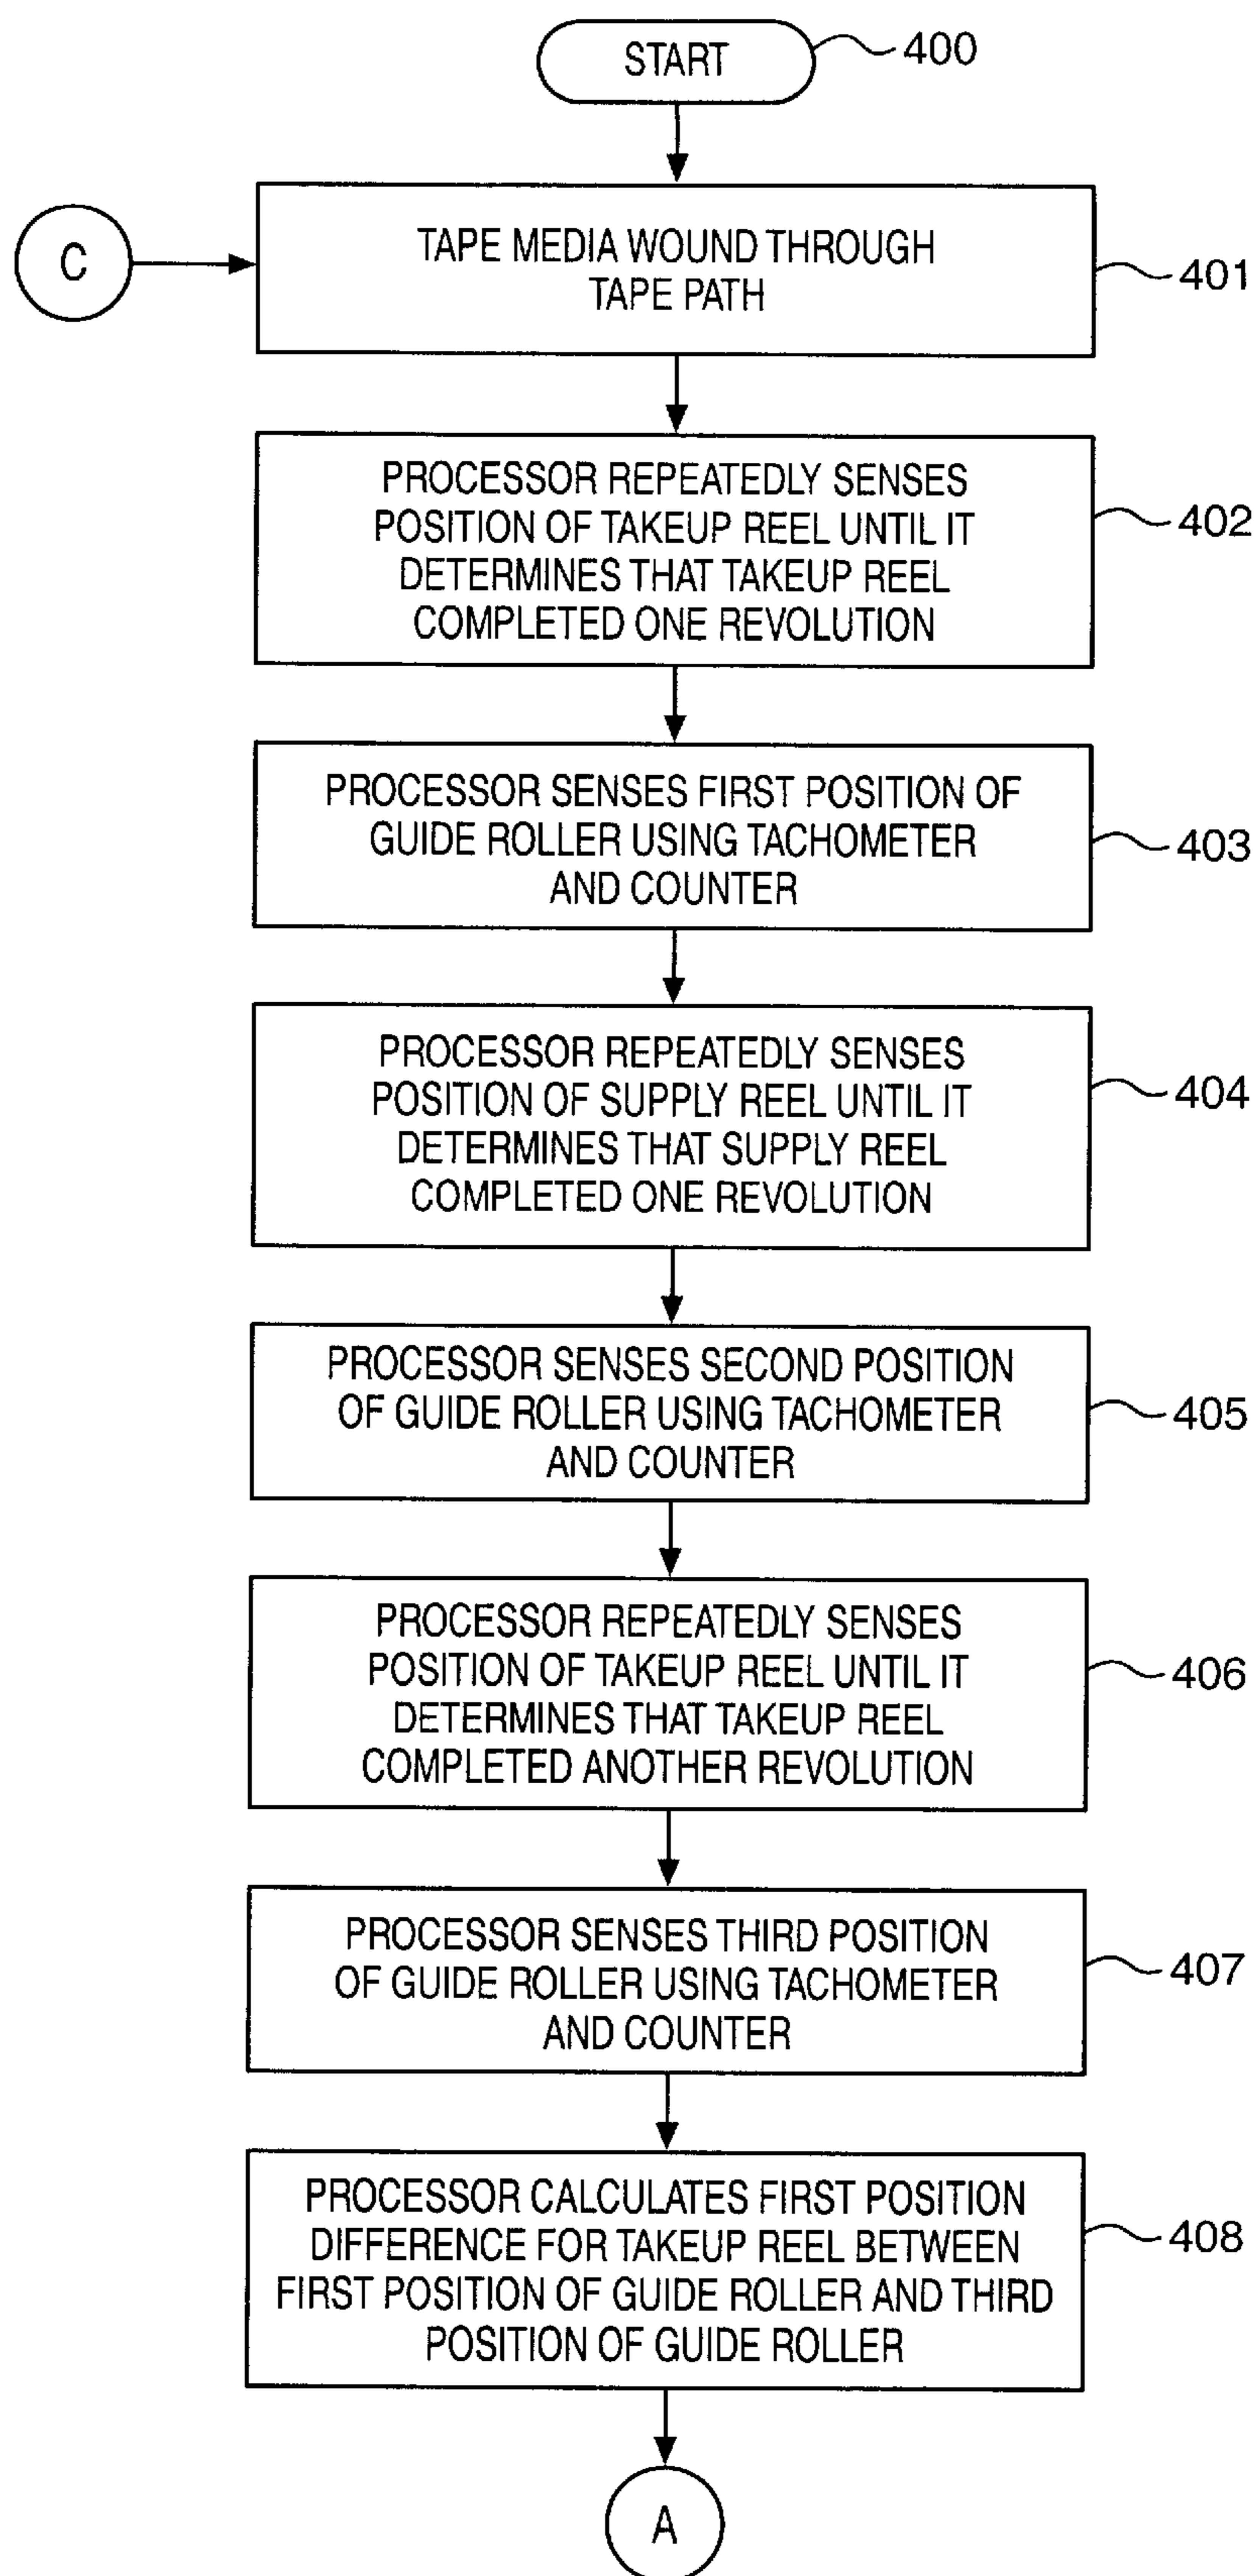 START
400
C
TAPE MEDIA WOUND THROUGH
TAPE PATH
401
PROCESSOR REPEATEDLY SENSES
POSITION OF TAKEUP REEL UNTIL IT
DETERMINES THAT TAKEUP REEL
COMPLETED ONE REVOLUTION
402
PROCESSOR SENSES FIRST POSITION OF
GUIDE ROLLER USING TACHOMETER
AND COUNTER
403
PROCESSOR REPEATEDLY SENSES
POSITION OF SUPPLY REEL UNTIL IT
DETERMINES THAT SUPPLY REEL
COMPLETED ONE REVOLUTION
404
PROCESSOR SENSES SECOND POSITION
OF GUIDE ROLLER USING TACHOMETER
AND COUNTER
405
PROCESSOR REPEATEDLY SENSES
POSITION OF TAKEUP REEL UNTIL IT
DETERMINES THAT TAKEUP REEL
COMPLETED ANOTHER REVOLUTION
406
PROCESSOR SENSES THIRD POSITION
OF GUIDE ROLLER USING TACHOMETER
AND COUNTER
407
PROCESSOR CALCULATES FIRST POSITION
DIFFERENCE FOR TAKEUP REEL BETWEEN
FIRST POSITION OF GUIDE ROLLER AND THIRD
POSITION OF GUIDE ROLLER
408
A